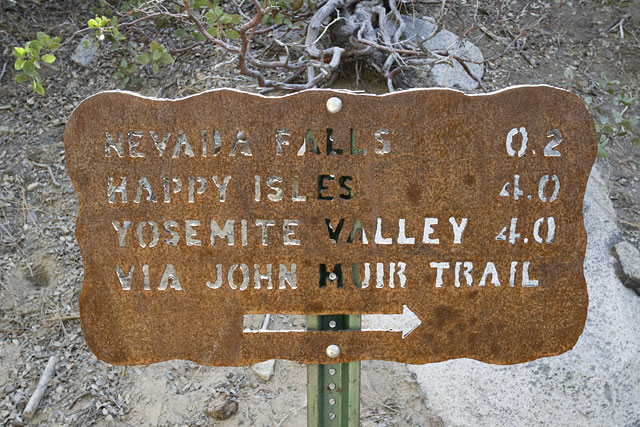 NEVADA FALLS 0.2
HAPPY ISLES 4.0
YOSEMITE VALLEY 4.0
VIA JOHN MUIR TRAIL